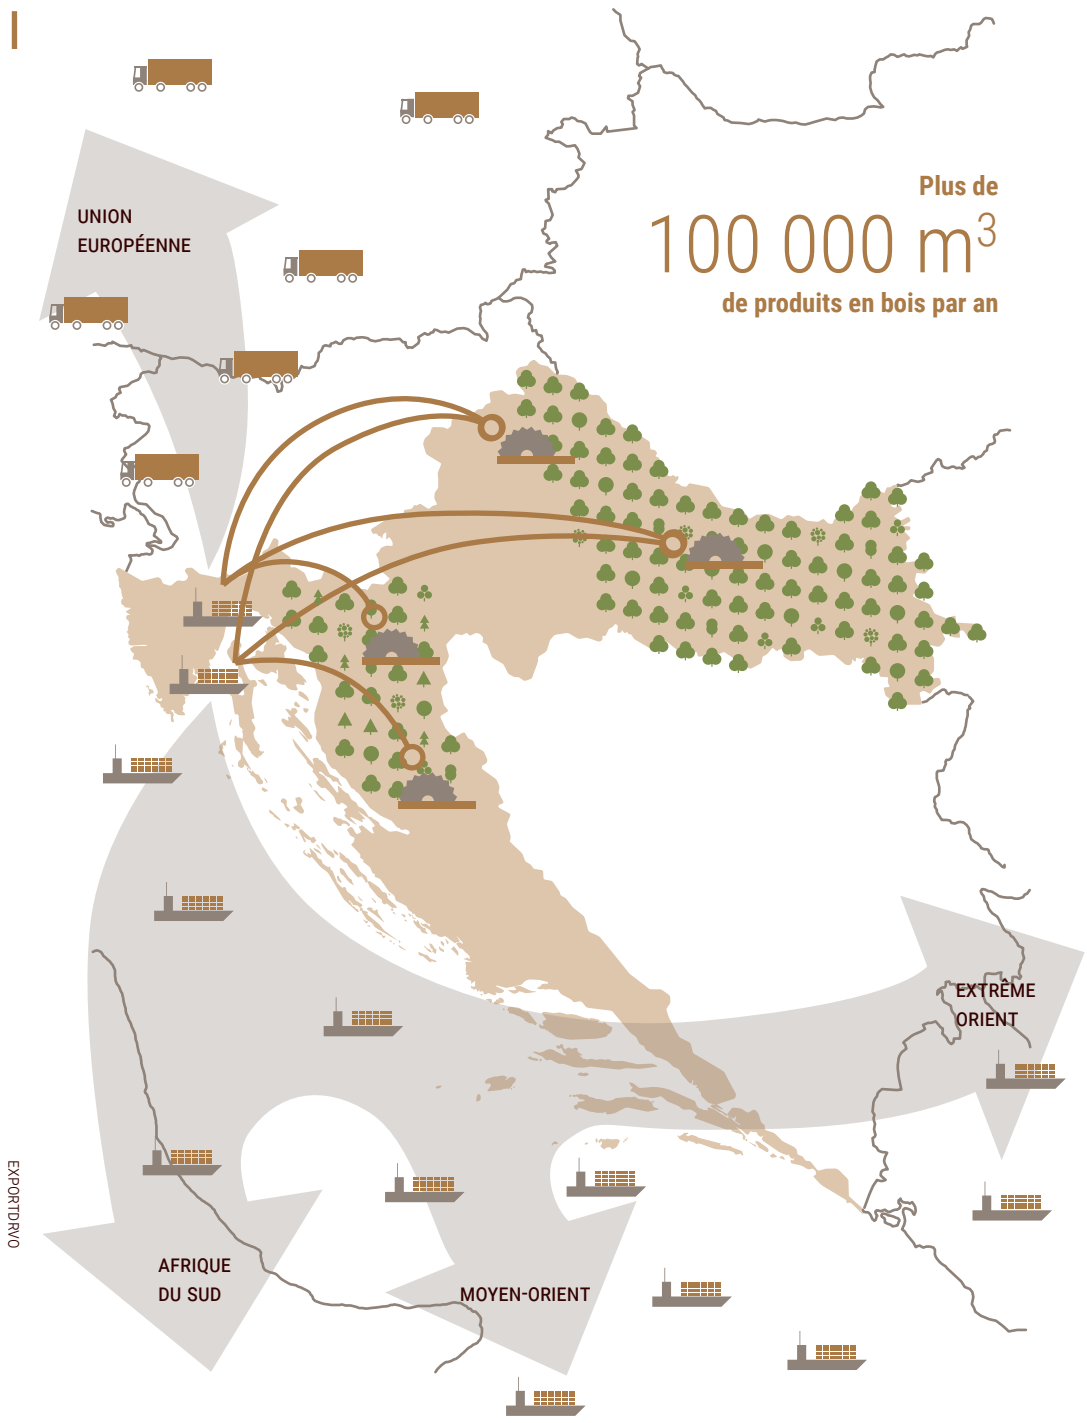 Plus de
100 000 m³
de produits en bois par an
UNION
EUROPÉENNE
EXTRÊME
ORIENT
AFRIQUE
DU SUD
MOYEN-ORIENT
EXPORTDRVO